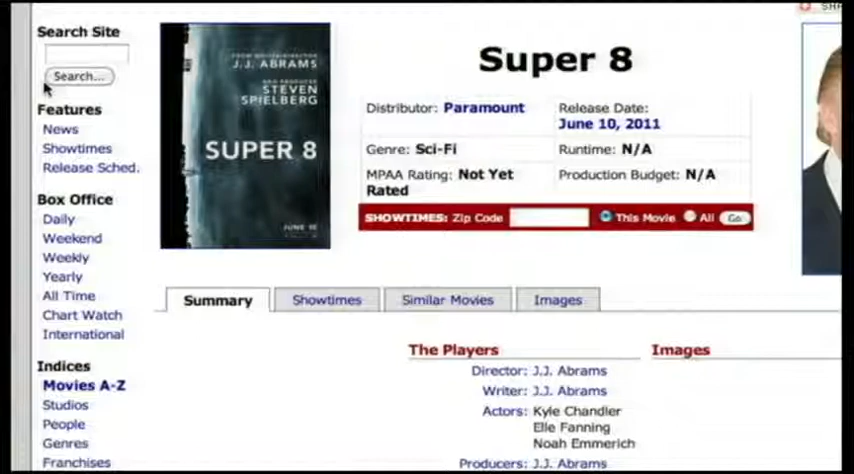 Search Site
Search...
Features
News
Showtimes
Release Sched.
Box Office
Daily
Weekend
Weekly
Yearly
All Time
Chart Watch
International
Indices
Movies A-Z
Studios
People
Genres
Franchises
J.J. ABRAMS
STEVEN
SPIELBERG
SUPER 8
Super 8
Distributor: Paramount
Release Date:
June 10, 2011
Genre: Sci-Fi
Runtime: N/A
MPAA Rating: Not Yet
Rated
Production Budget: N/A
SHOWTIMES: Zip Code
This Movie
All
Go
Summary
Showtimes
Similar Movies
Images
The Players
Director: J.J. Abrams
Writer: J.J. Abrams
Actors: Kyle Chandler
Elle Fanning
Noah Emmerich
Producers: J.J. Abrams
Images